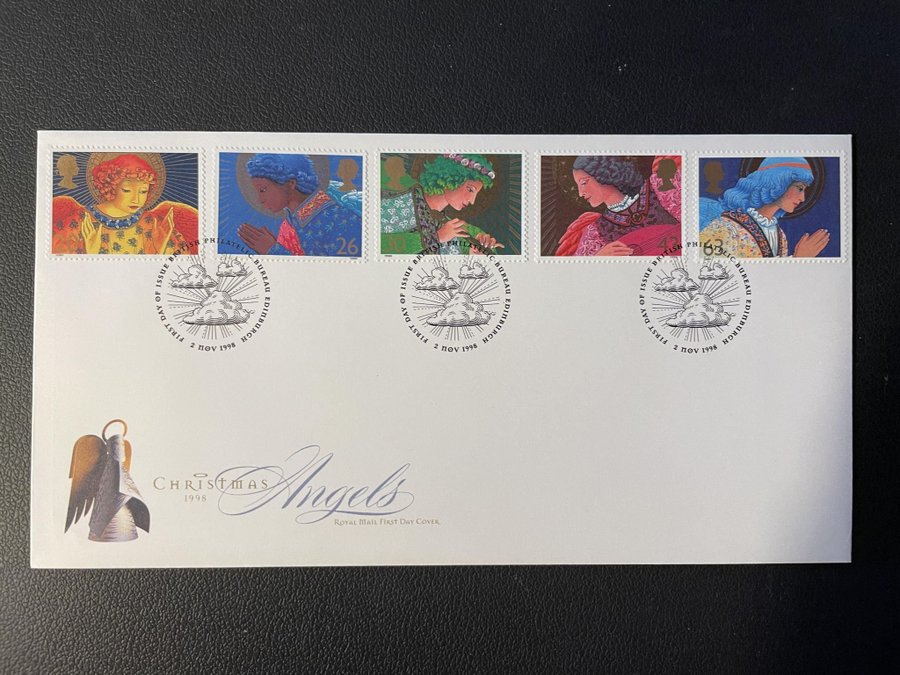 26
30
43
63
FIRST DAY OF ISSUE BRITISH PHILATELIC BUREAU EDINBURGH
2 NOV 1998
FIRST DAY OF ISSUE BRITISH PHILATELIC BUREAU EDINBURGH
2 NOV 1998
FIRST DAY OF ISSUE BRITISH PHILATELIC BUREAU EDINBURGH
2 NOV 1998
CHRISTMAS Angels
1998
ROYAL MAIL FIRST DAY COVER